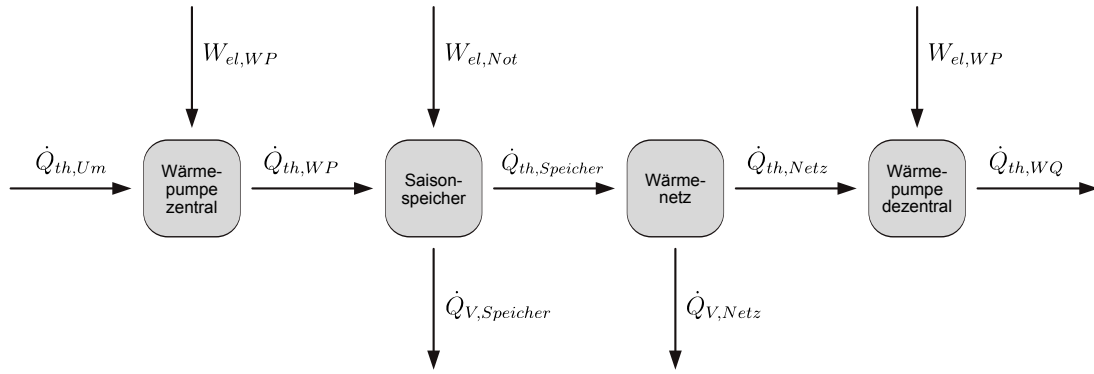 W_{el,WP}
W_{el,Not}
W_{el,WP}
Q̇_{th,Um}
Wärme-
pumpe
zentral
Q̇_{th,WP}
Saison-
speicher
Q̇_{th,Speicher}
Wärme-
netz
Q̇_{th,Netz}
Wärme-
pumpe
dezentral
Q̇_{th,WQ}
Q̇_{V,Speicher}
Q̇_{V,Netz}